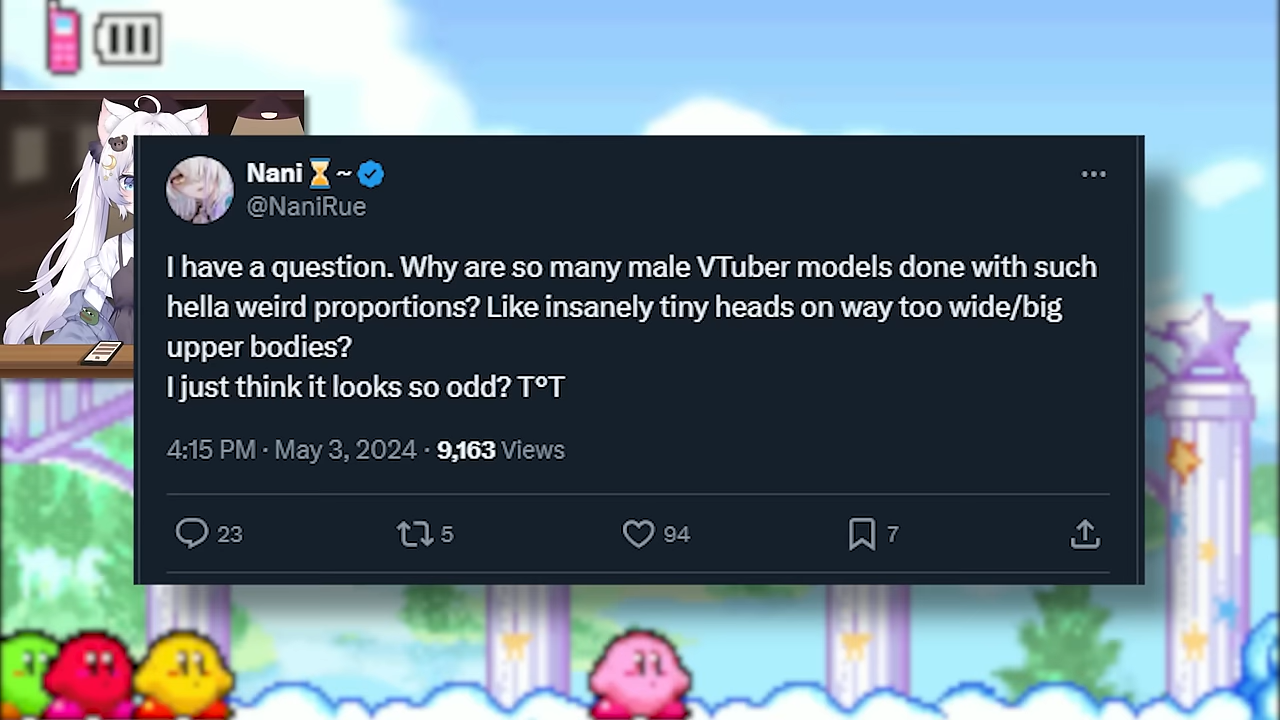 Nani⏳~
@NaniRue
I have a question. Why are so many male VTuber models done with such
hella weird proportions? Like insanely tiny heads on way too wide/big
upper bodies?
I just think it looks so odd? T°T
4:15 PM · May 3, 2024 · 9,163 Views
23 5 94 7